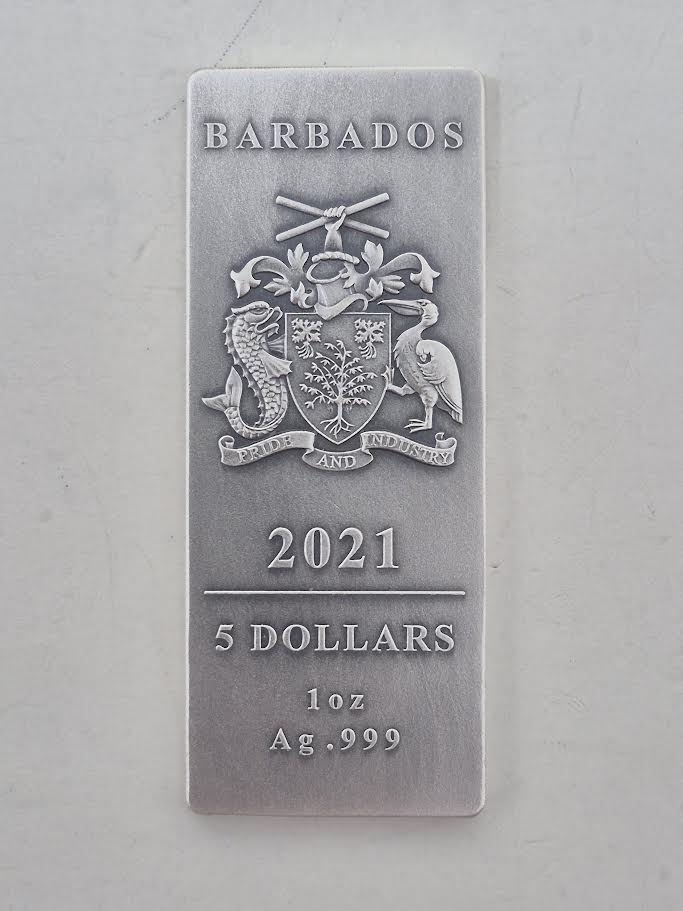 BARBADOS
PRIDE AND INDUSTRY
2021
5 DOLLARS
1oz
Ag .999